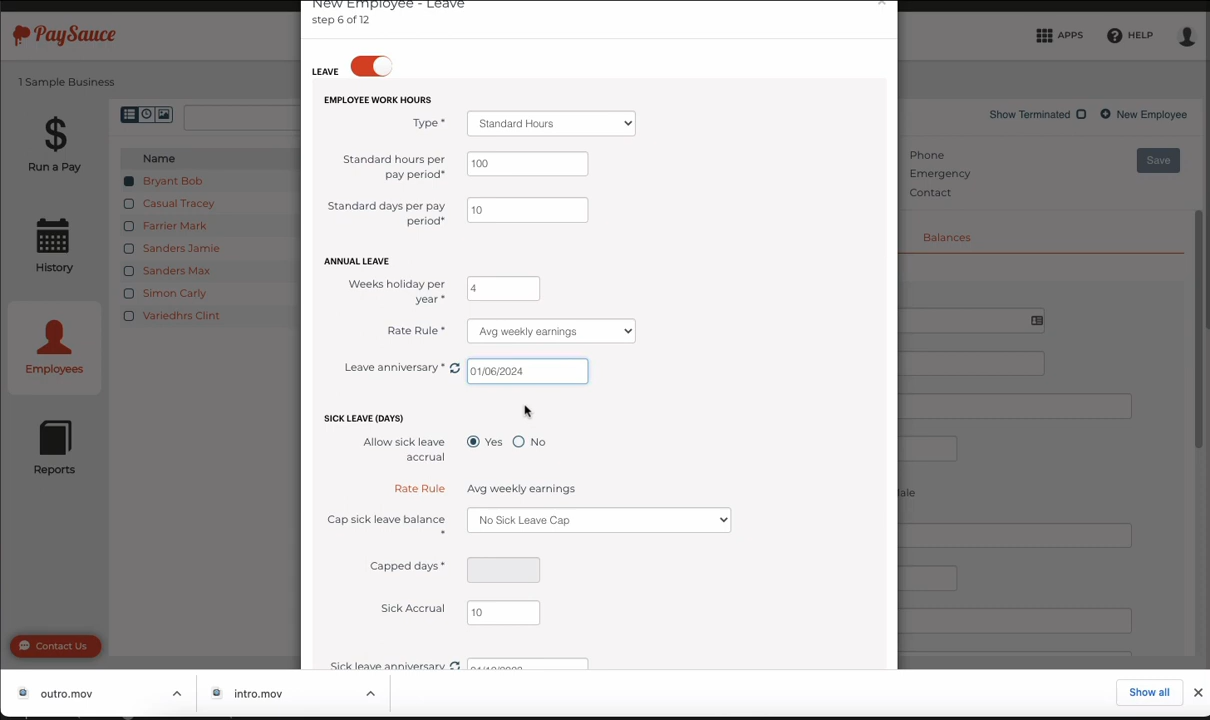 New Employee - Leave
×
step 6 of 12
PaySauce
APPS
HELP
1 Sample Business
LEAVE
EMPLOYEE WORK HOURS
Type *
Standard Hours
Standard hours per
pay period*
100
Standard days per pay
period*
10
ANNUAL LEAVE
Weeks holiday per
year *
4
Rate Rule *
Avg weekly earnings
Leave anniversary *
01/06/2024
SICK LEAVE (DAYS)
Allow sick leave
accrual
Yes
No
Rate Rule
Avg weekly earnings
Cap sick leave balance
*
No Sick Leave Cap
Capped days *
Sick Accrual
10
Sick leave anniversary
Run a Pay
History
Employees
Reports
Contact Us
Name
Bryant Bob
Casual Tracey
Farrier Mark
Sanders Jamie
Sanders Max
Simon Carly
Variedhrs Clint
Show Terminated
New Employee
Phone
Emergency
Contact
Save
Balances
outro.mov
intro.mov
Show all